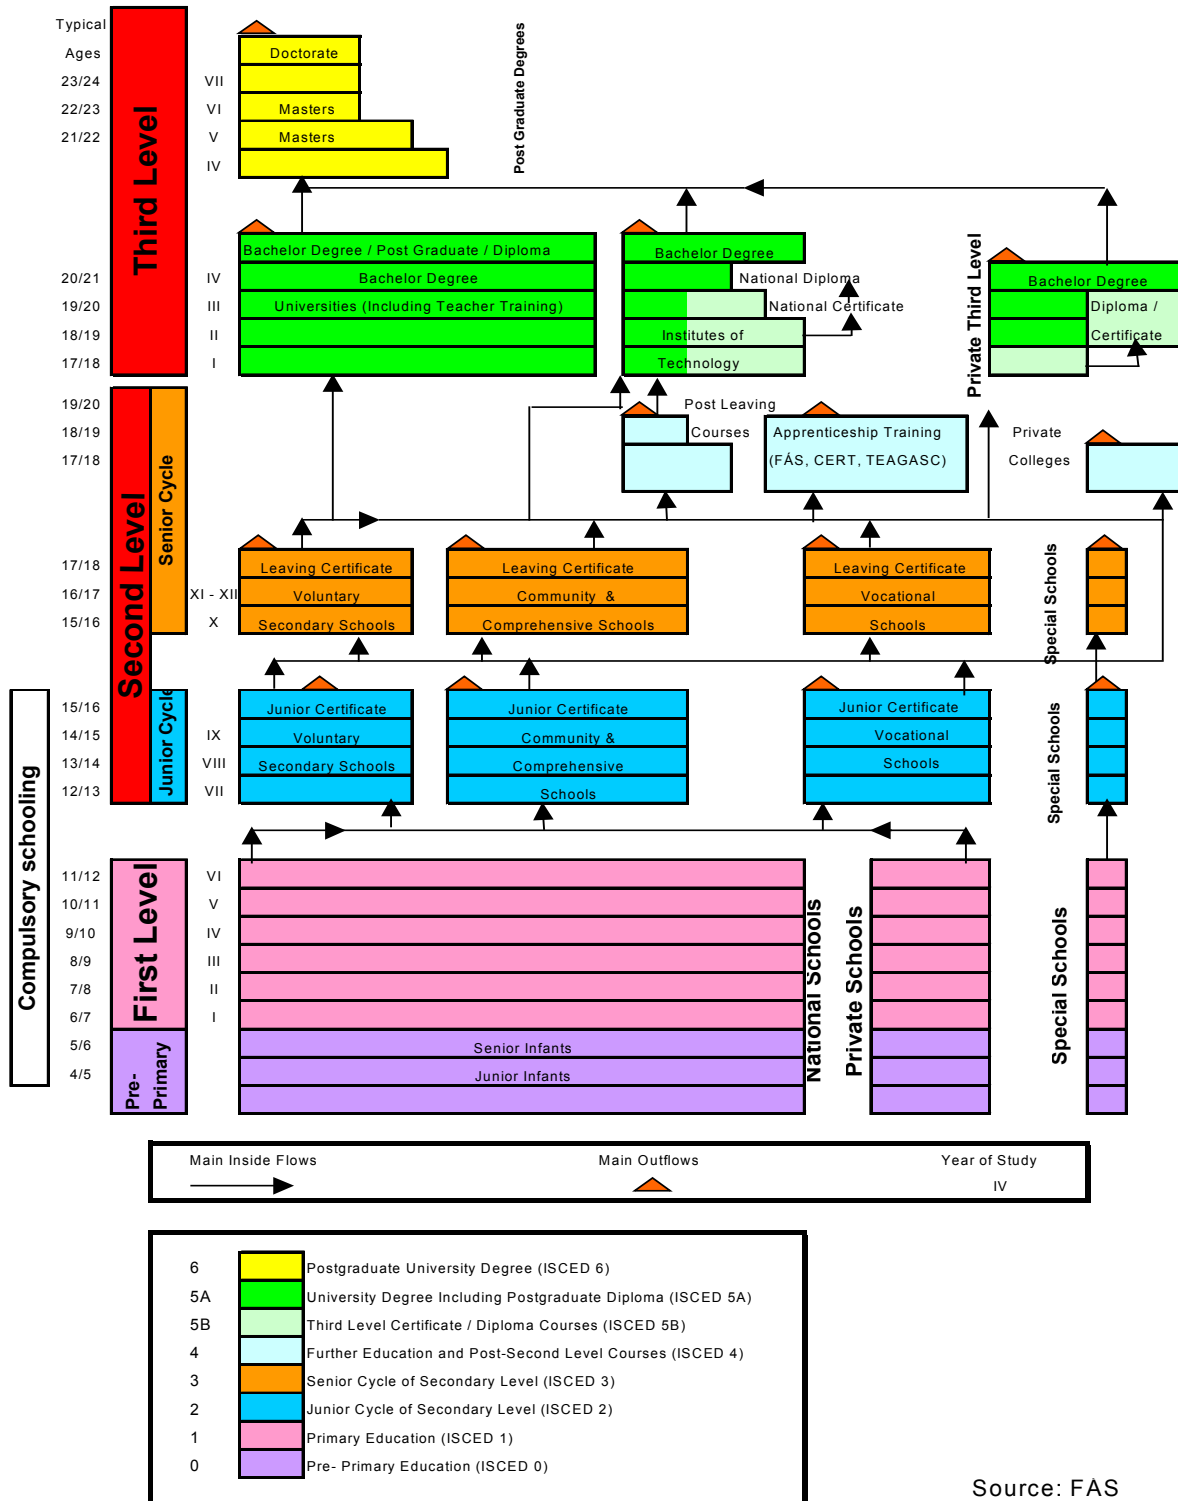 Typical
Ages
Doctorate
23/24 VII
22/23 VI Masters
21/22 V Masters
IV
Third Level
Post Graduate Degrees
Bachelor Degree / Post Graduate / Diploma
Bachelor Degree
20/21 IV Bachelor Degree National Diploma Bachelor Degree
19/20 III Universities (Including Teacher Training) National Certificate Diploma /
18/19 II Institutes of Certificate
17/18 I Technology
Private Third Level
19/20 Post Leaving
18/19 Courses Apprenticeship Training Private
17/18 (FÁS, CERT, TEAGASC) Colleges
Second Level
Senior Cycle
17/18 Leaving Certificate Leaving Certificate Leaving Certificate
16/17 XI - XII Voluntary Community & Vocational
15/16 X Secondary Schools Comprehensive Schools Schools
Special Schools
Junior Cycle
15/16 Junior Certificate Junior Certificate Junior Certificate
14/15 IX Voluntary Community & Vocational
13/14 VIII Secondary Schools Comprehensive Schools
12/13 VII Schools
Special Schools
Compulsory schooling
First Level
11/12 VI
10/11 V
9/10 IV
8/9 III
7/8 II
6/7 I
National Schools
Private Schools
Special Schools
Pre-
Primary
5/6 Senior Infants
4/5 Junior Infants
Main Inside Flows Main Outflows Year of Study
IV
6 Postgraduate University Degree (ISCED 6)
5A University Degree Including Postgraduate Diploma (ISCED 5A)
5B Third Level Certificate / Diploma Courses (ISCED 5B)
4 Further Education and Post-Second Level Courses (ISCED 4)
3 Senior Cycle of Secondary Level (ISCED 3)
2 Junior Cycle of Secondary Level (ISCED 2)
1 Primary Education (ISCED 1)
0 Pre- Primary Education (ISCED 0)
Source: FÁS